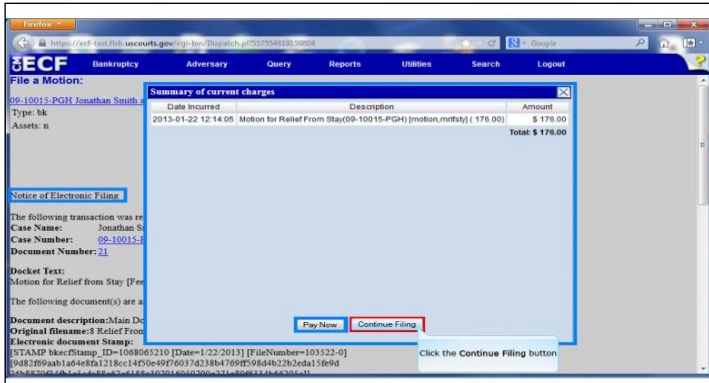 Firefox
https://ecf-test.flsb.uscourts.gov/cgi-bin/Dispatch.pl?557554818159604
Google
ECF Bankruptcy Adversary Query Reports Utilities Search Logout ?
File a Motion:
09-10015-PGH Jonathan Smith a
Type: bk
Assets: n
Summary of current charges
Date Incurred Description Amount
2013-01-22 12:14:05 Motion for Relief From Stay(09-10015-PGH) [motion,mrlfsty] ( 176.00) $ 176.00
Total: $ 176.00
Notice of Electronic Filing
The following transaction was re
Case Name: Jonathan S
Case Number: 09-10015-
Document Number: 21
Docket Text:
Motion for Relief from Stay [Fee
The following document(s) are a
Document description:Main Do
Original filename:8 Relief From
Electronic document Stamp:
[STAMP bkecfStamp_ID=1068065210 [Date=1/22/2013] [FileNumber=103522-0]
Pay Now Continue Filing
Click the Continue Filing button